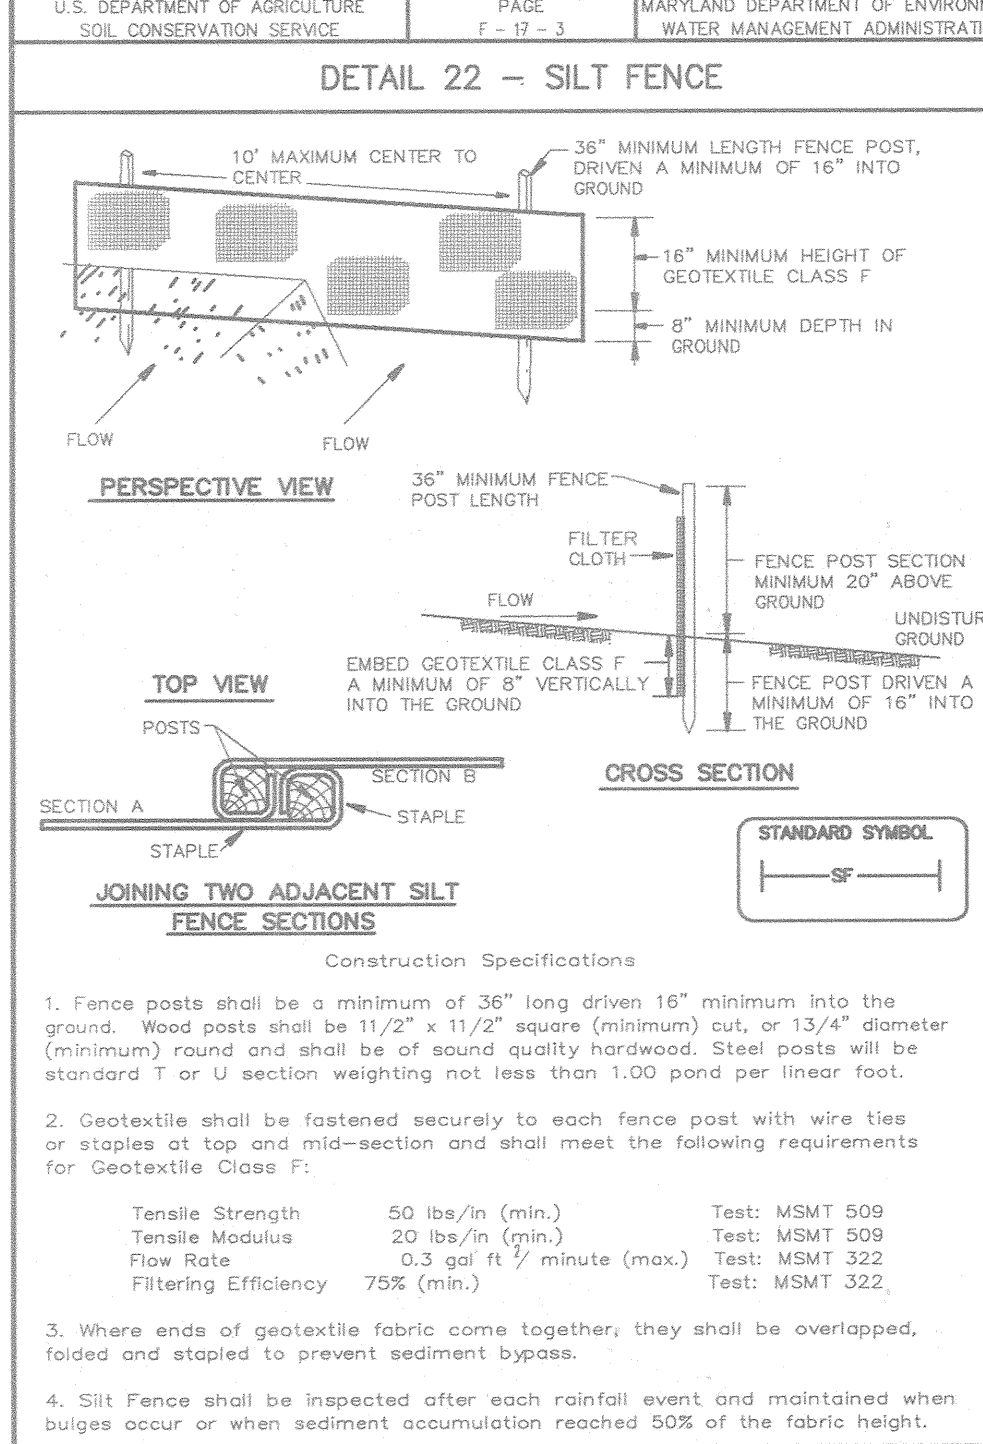 U.S. DEPARTMENT OF AGRICULTURE
SOIL CONSERVATION SERVICE
PAGE
F - 17 - 3
MARYLAND DEPARTMENT OF ENVIRONM
WATER MANAGEMENT ADMINISTRATI
DETAIL 22 - SILT FENCE
10' MAXIMUM CENTER TO
CENTER
36" MINIMUM LENGTH FENCE POST,
DRIVEN A MINIMUM OF 16" INTO
GROUND
16" MINIMUM HEIGHT OF
GEOTEXTILE CLASS F
8" MINIMUM DEPTH IN
GROUND
FLOW
FLOW
PERSPECTIVE VIEW
36" MINIMUM FENCE
POST LENGTH
FILTER
CLOTH
FENCE POST SECTION
MINIMUM 20" ABOVE
GROUND
FLOW
UNDISTUR
GROUND
EMBED GEOTEXTILE CLASS F
A MINIMUM OF 8" VERTICALLY
INTO THE GROUND
FENCE POST DRIVEN A
MINIMUM OF 16" INTO
THE GROUND
TOP VIEW
POSTS
SECTION B
SECTION A
STAPLE
STAPLE
CROSS SECTION
STANDARD SYMBOL
SF
JOINING TWO ADJACENT SILT
FENCE SECTIONS
Construction Specifications
1. Fence posts shall be a minimum of 36" long driven 16" minimum into the
ground. Wood posts shall be 11/2" x 11/2" square (minimum) cut, or 13/4" diameter
(minimum) round and shall be of sound quality hardwood. Steel posts will be
standard T or U section weighting not less than 1.00 pond per linear foot.
2. Geotextile shall be fastened securely to each fence post with wire ties
or staples at top and mid-section and shall meet the following requirements
for Geotextile Class F:
Tensile Strength 50 lbs/in (min.) Test: MSMT 509
Tensile Modulus 20 lbs/in (min.) Test: MSMT 509
Flow Rate 0.3 gal ft ²/ minute (max.) Test: MSMT 322
Filtering Efficiency 75% (min.) Test: MSMT 322
3. Where ends of geotextile fabric come together, they shall be overlapped,
folded and stapled to prevent sediment bypass.
4. Silt Fence shall be inspected after each rainfall event and maintained when
bulges occur or when sediment accumulation reached 50% of the fabric height.